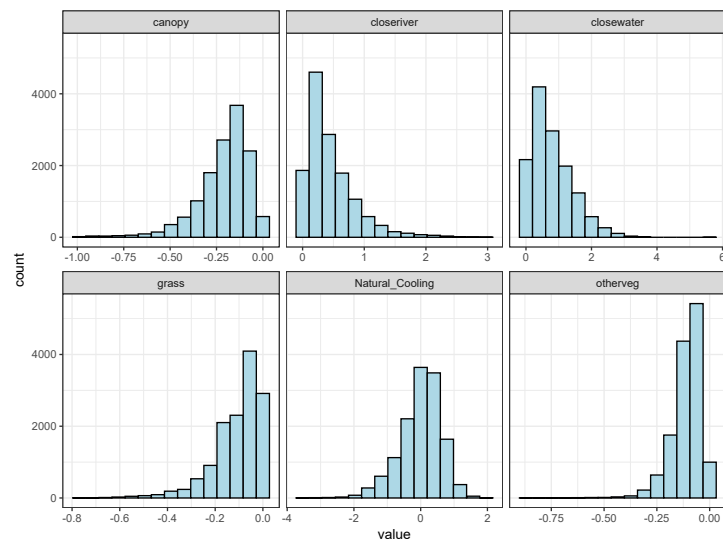 canopy closeriver closewater
4000
2000
0
-1.00 -0.75 -0.50 -0.25 0.00 0 1 2 3 0 2 4 6
count
grass Natural_Cooling otherveg
4000
2000
0
-0.8 -0.6 -0.4 -0.2 0.0 -4 -2 0 2 -0.75 -0.50 -0.25 0.00
value